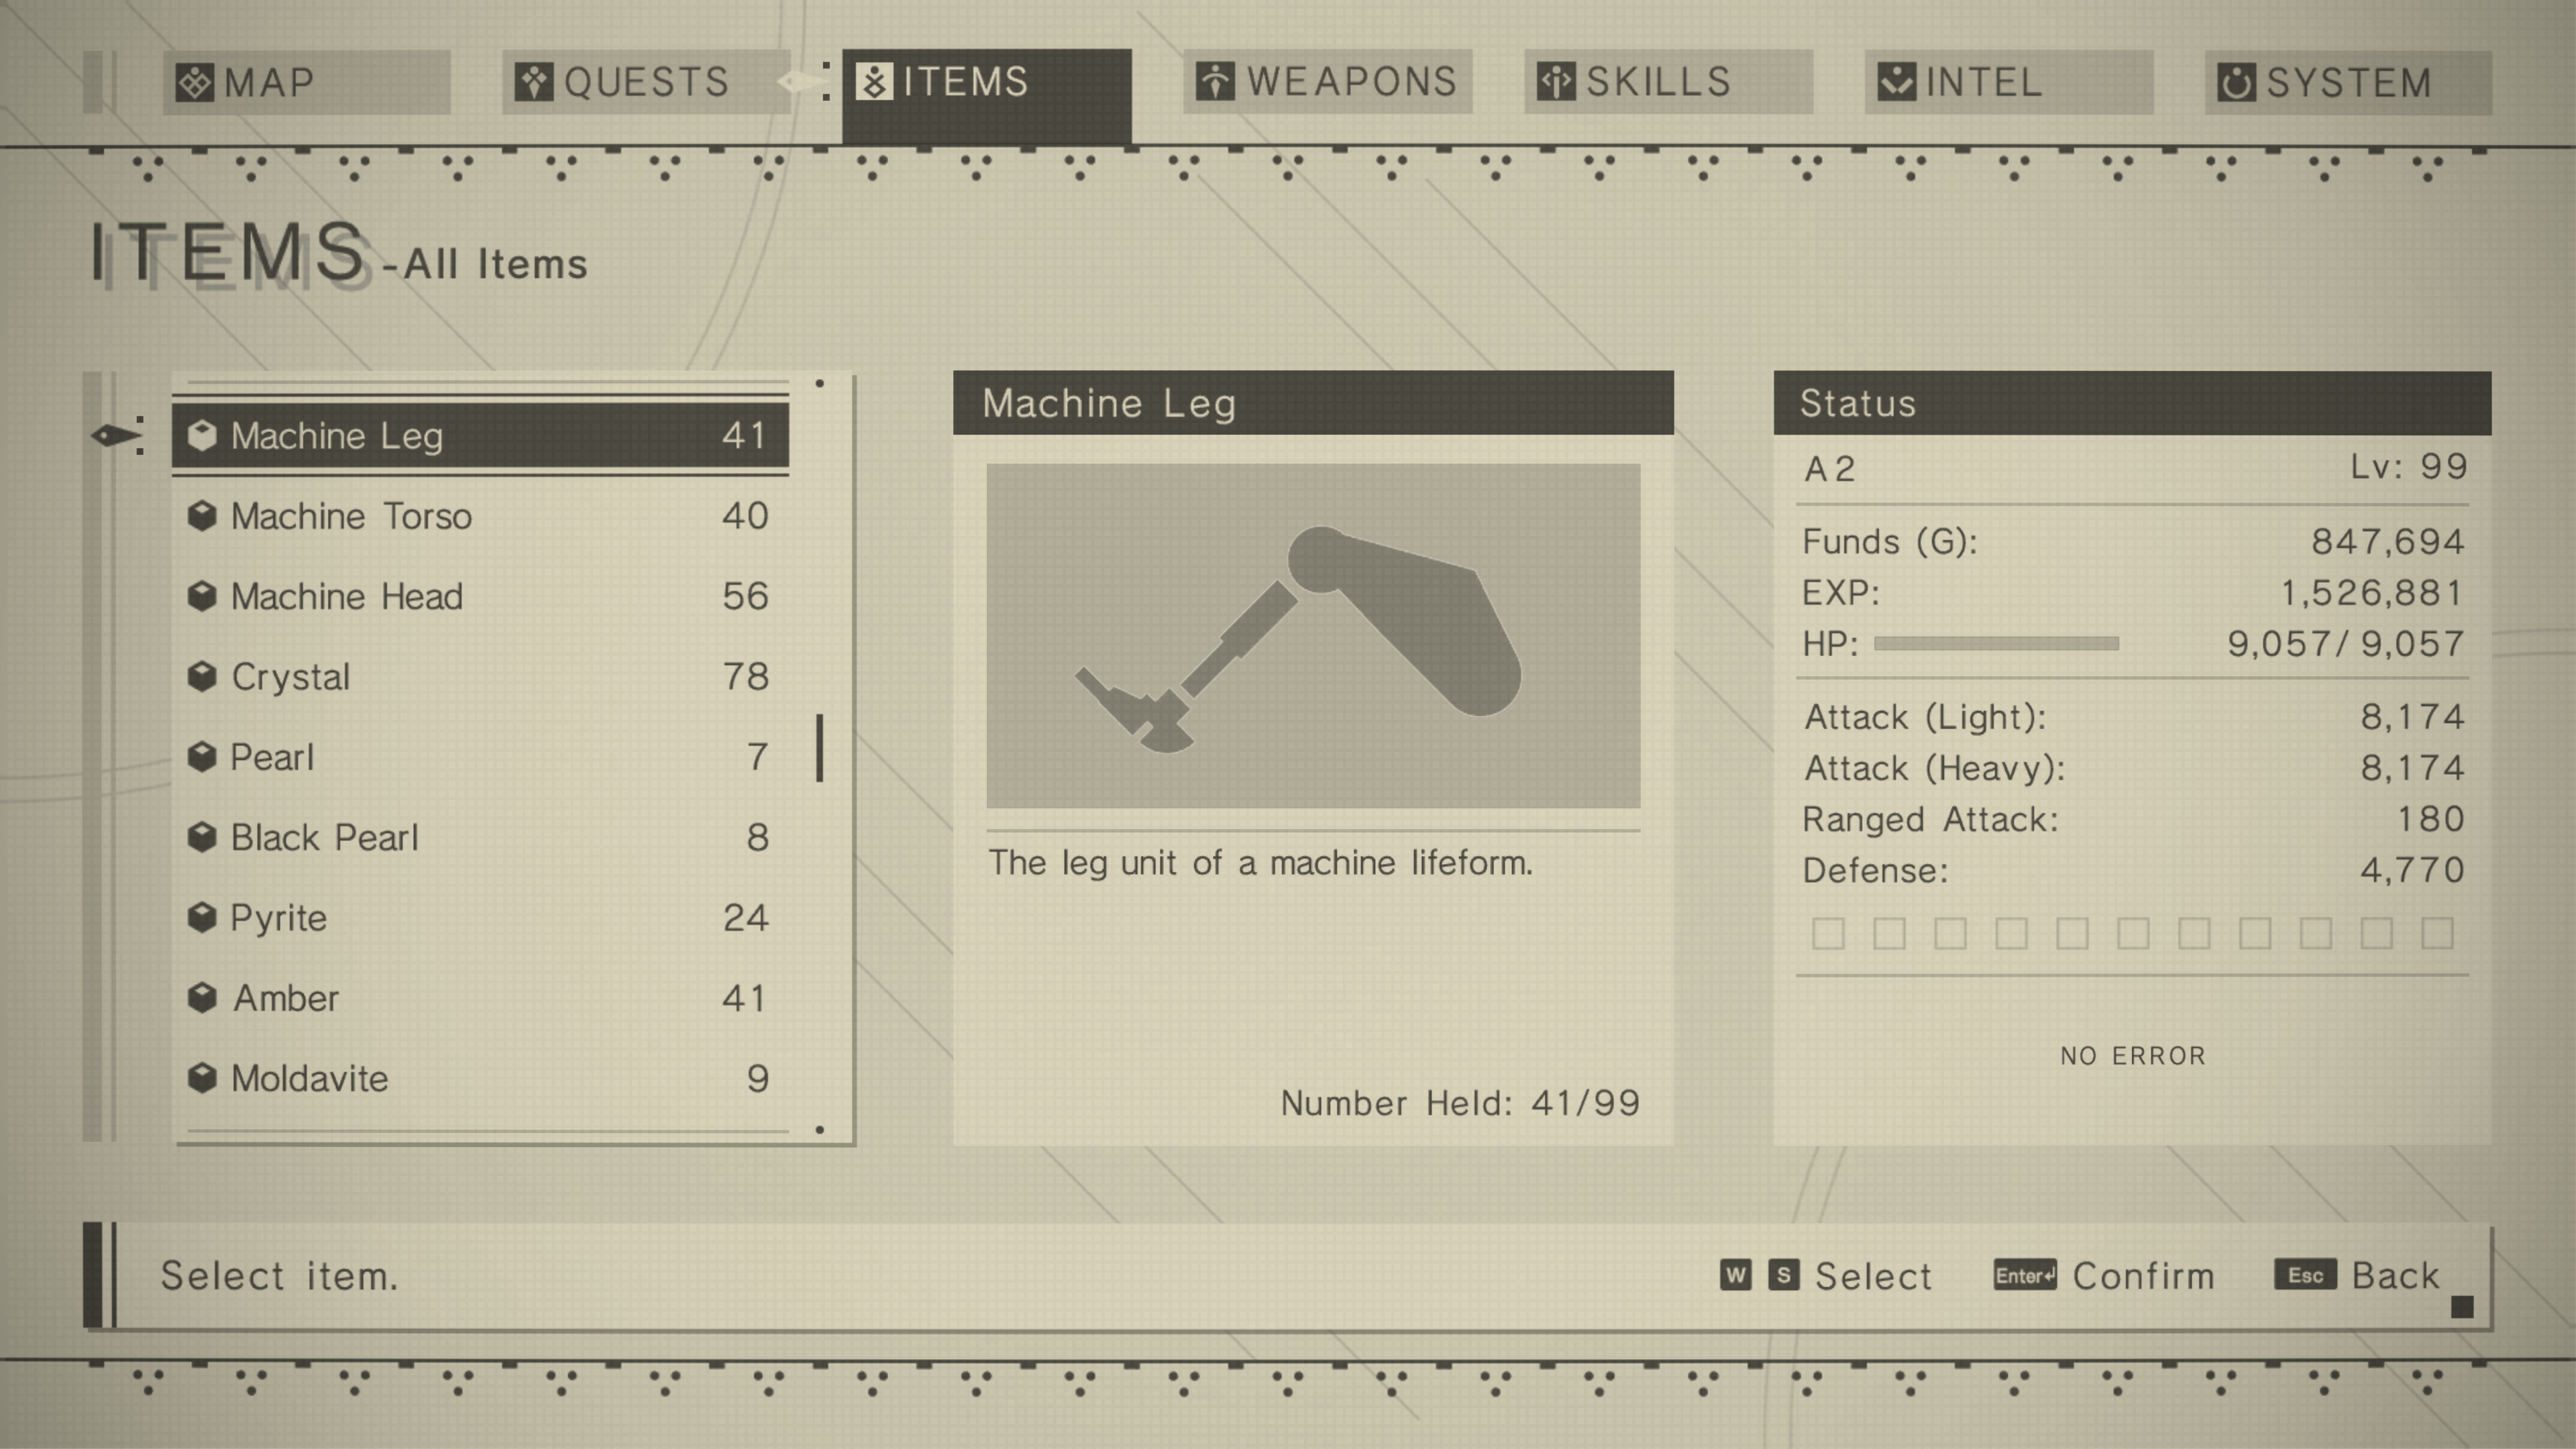 MAP QUESTS ITEMS WEAPONS SKILLS INTEL SYSTEM
ITEMS -All Items
Machine Leg 41
Machine Torso 40
Machine Head 56
Crystal 78
Pearl 7
Black Pearl 8
Pyrite 24
Amber 41
Moldavite 9
Machine Leg
The leg unit of a machine lifeform.
Number Held: 41/99
Status
A2 Lv: 99
Funds (G): 847,694
EXP: 1,526,881
HP: 9,057/ 9,057
Attack (Light): 8,174
Attack (Heavy): 8,174
Ranged Attack: 180
Defense: 4,770
NO ERROR
Select item.
W S Select Enter↵ Confirm Esc Back